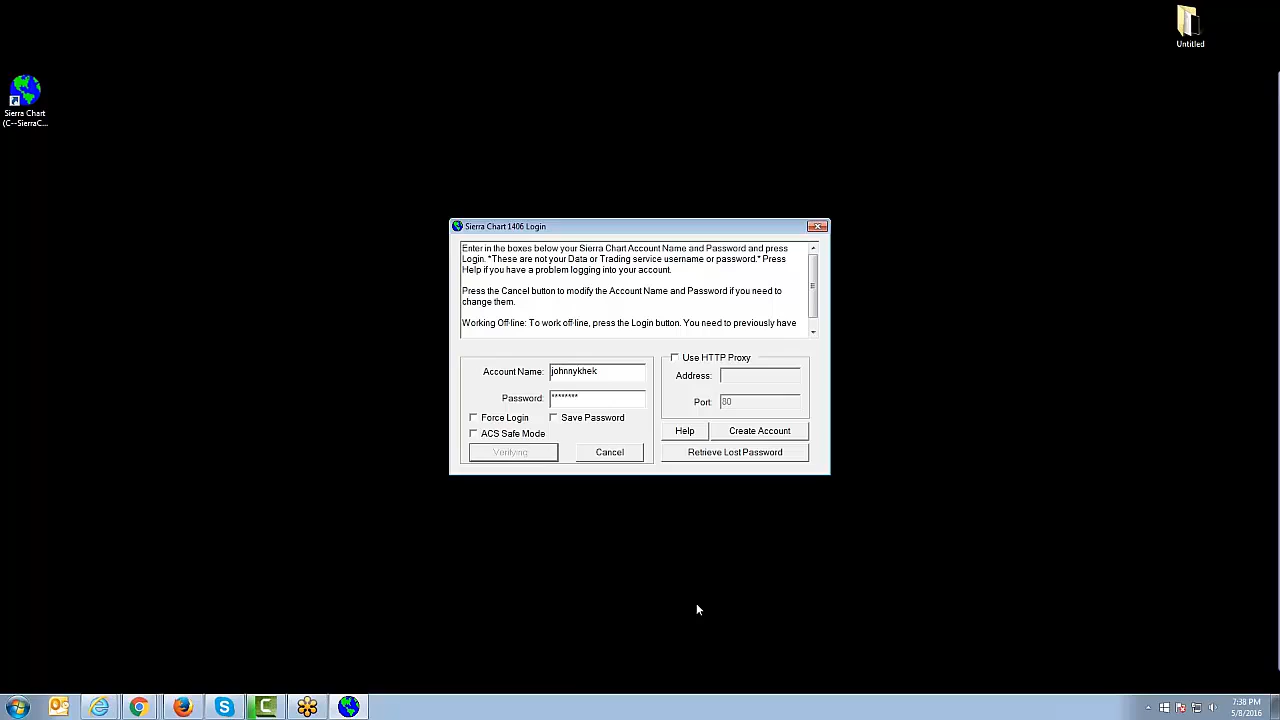 Untitled
Sierra Chart
(C--SierraC...
Sierra Chart 1406 Login
Enter in the boxes below your Sierra Chart Account Name and Password and press
Login. *These are not your Data or Trading service username or password.* Press
Help if you have a problem logging into your account.
Press the Cancel button to modify the Account Name and Password if you need to
change them.
Working Off-line: To work off-line, press the Login button. You need to previously have
Account Name: johnnykhek
Password: ********
Force Login Save Password
ACS Safe Mode
Verifying Cancel
Use HTTP Proxy
Address:
Port: 80
Help Create Account
Retrieve Lost Password
7:38 PM
5/8/2016